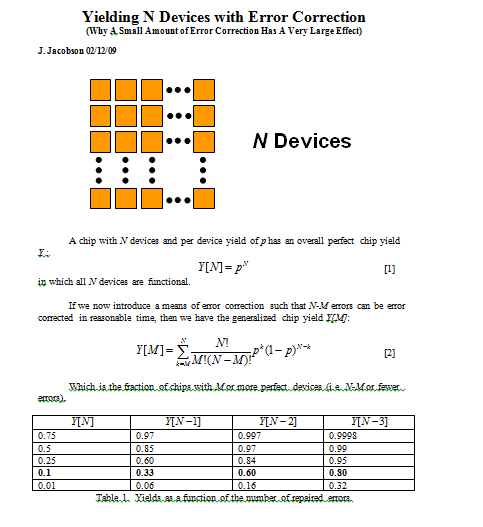 Yielding N Devices with Error Correction
(Why A Small Amount of Error Correction Has A Very Large Effect)
J. Jacobson 02/12/09
N Devices
A chip with N devices and per device yield of p has an overall perfect chip yield
Y:
Y[N] = p^N [1]
in which all N devices are functional.
If we now introduce a means of error correction such that N-M errors can be error
corrected in reasonable time, then we have the generalized chip yield Y[M]:
Y[M] = ∑_{k=M}^{N} N!/(M!(N − M)!) p^k (1 − p)^{N−k} [2]
Which is the fraction of chips with M or more perfect devices (i.e. N-M or fewer
errors).
Y[N] Y[N −1] Y[N − 2] Y[N − 3]
0.75 0.97 0.997 0.9998
0.5 0.85 0.97 0.99
0.25 0.60 0.84 0.95
0.1 0.33 0.60 0.80
0.01 0.06 0.16 0.32
Table 1. Yields as a function of the number of repaired errors.